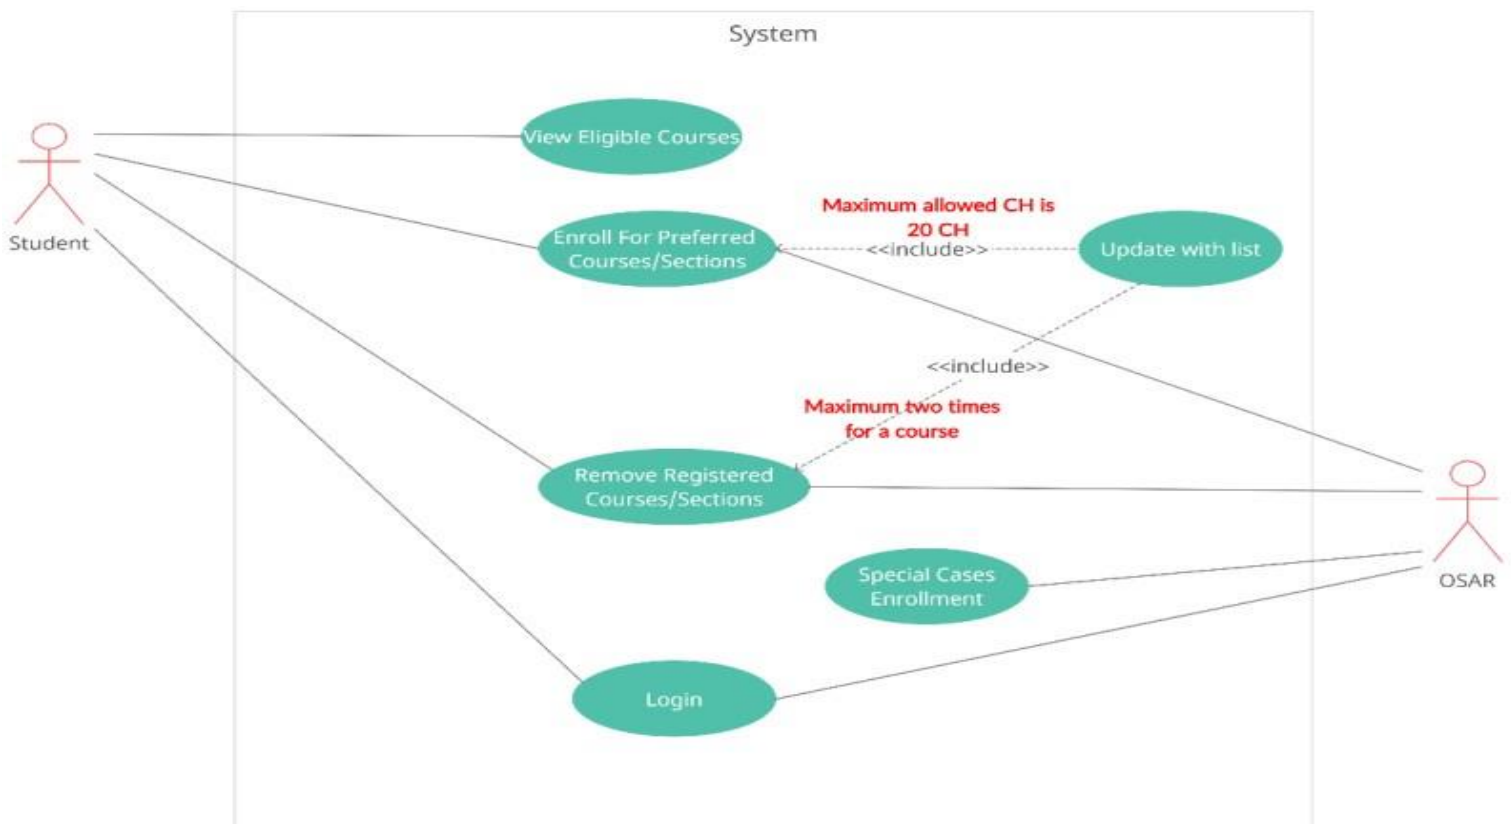 System
View Eligible Courses
Student
Enroll For Preferred
Courses/Sections
Maximum allowed CH is
20 CH
<<include>>
Update with list
<<include>>
Maximum two times
for a course
Remove Registered
Courses/Sections
Special Cases
Enrollment
OSAR
Login